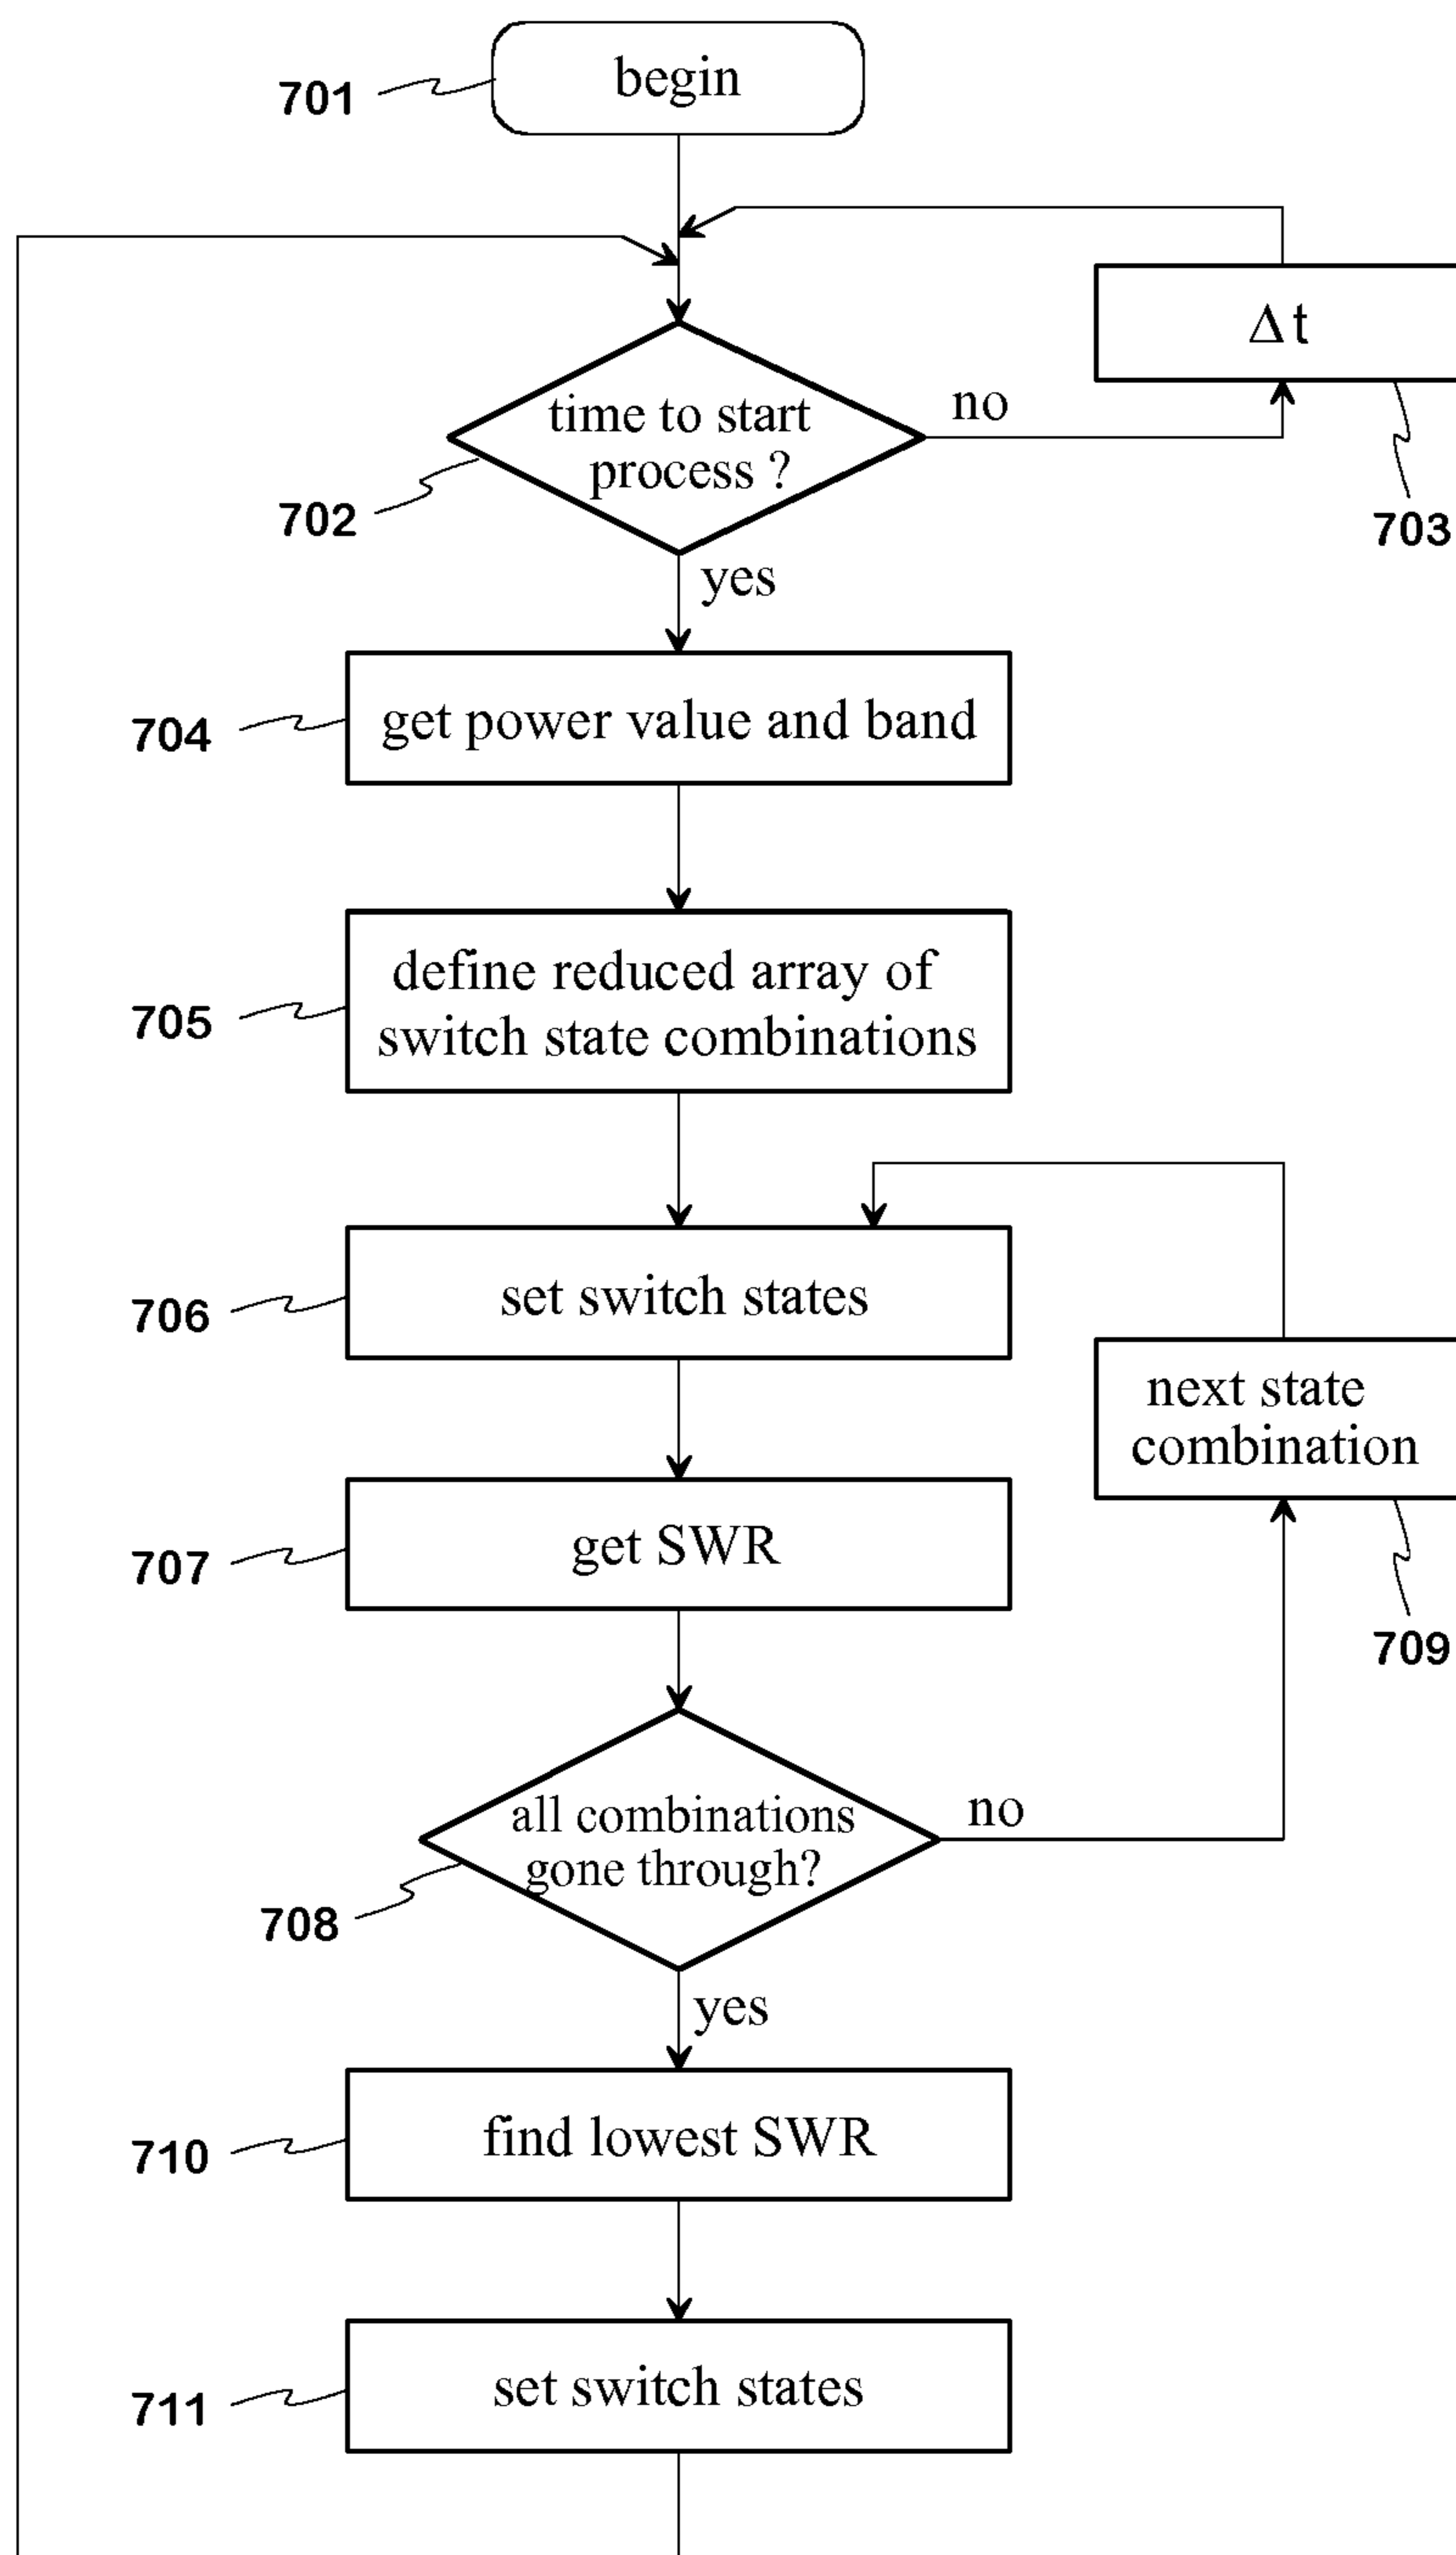 701
begin
Δt
time to start
process ?
no
702
703
yes
704
get power value and band
705
define reduced array of
switch state combinations
706
set switch states
next state
combination
707
get SWR
709
all combinations
gone through?
no
708
yes
710
find lowest SWR
711
set switch states